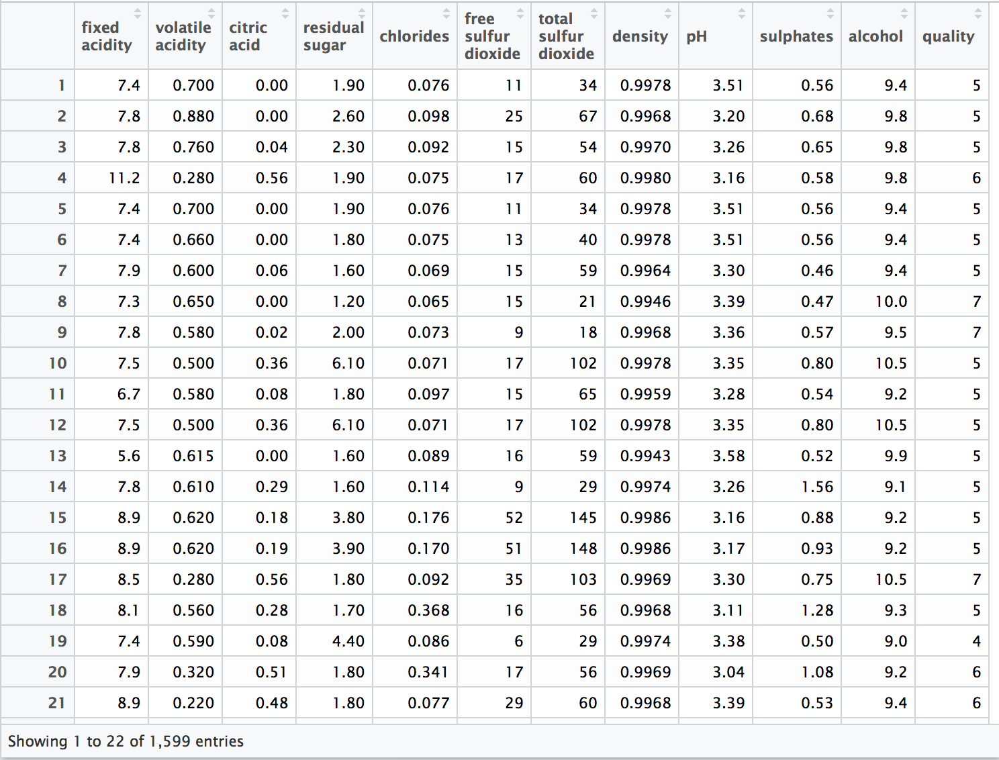 fixed acidity volatile acidity citric acid residual sugar chlorides free sulfur dioxide total sulfur dioxide density pH sulphates alcohol quality
1 7.4 0.700 0.00 1.90 0.076 11 34 0.9978 3.51 0.56 9.4 5
2 7.8 0.880 0.00 2.60 0.098 25 67 0.9968 3.20 0.68 9.8 5
3 7.8 0.760 0.04 2.30 0.092 15 54 0.9970 3.26 0.65 9.8 5
4 11.2 0.280 0.56 1.90 0.075 17 60 0.9980 3.16 0.58 9.8 6
5 7.4 0.700 0.00 1.90 0.076 11 34 0.9978 3.51 0.56 9.4 5
6 7.4 0.660 0.00 1.80 0.075 13 40 0.9978 3.51 0.56 9.4 5
7 7.9 0.600 0.06 1.60 0.069 15 59 0.9964 3.30 0.46 9.4 5
8 7.3 0.650 0.00 1.20 0.065 15 21 0.9946 3.39 0.47 10.0 7
9 7.8 0.580 0.02 2.00 0.073 9 18 0.9968 3.36 0.57 9.5 7
10 7.5 0.500 0.36 6.10 0.071 17 102 0.9978 3.35 0.80 10.5 5
11 6.7 0.580 0.08 1.80 0.097 15 65 0.9959 3.28 0.54 9.2 5
12 7.5 0.500 0.36 6.10 0.071 17 102 0.9978 3.35 0.80 10.5 5
13 5.6 0.615 0.00 1.60 0.089 16 59 0.9943 3.58 0.52 9.9 5
14 7.8 0.610 0.29 1.60 0.114 9 29 0.9974 3.26 1.56 9.1 5
15 8.9 0.620 0.18 3.80 0.176 52 145 0.9986 3.16 0.88 9.2 5
16 8.9 0.620 0.19 3.90 0.170 51 148 0.9986 3.17 0.93 9.2 5
17 8.5 0.280 0.56 1.80 0.092 35 103 0.9969 3.30 0.75 10.5 7
18 8.1 0.560 0.28 1.70 0.368 16 56 0.9968 3.11 1.28 9.3 5
19 7.4 0.590 0.08 4.40 0.086 6 29 0.9974 3.38 0.50 9.0 4
20 7.9 0.320 0.51 1.80 0.341 17 56 0.9969 3.04 1.08 9.2 6
21 8.9 0.220 0.48 1.80 0.077 29 60 0.9968 3.39 0.53 9.4 6
Showing 1 to 22 of 1,599 entries